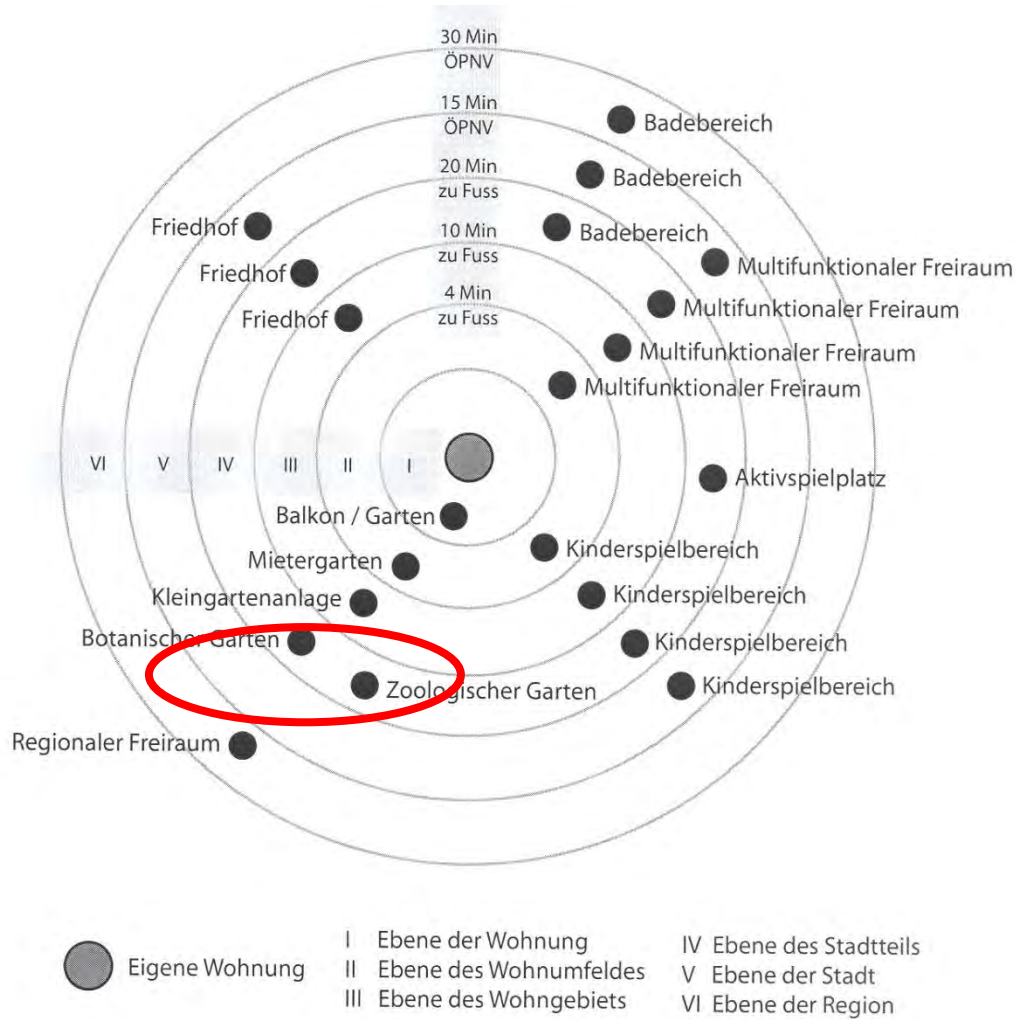 30 Min
ÖPNV
15 Min
ÖPNV
Badebereich
20 Min
zu Fuss
Badebereich
Friedhof
10 Min
zu Fuss
Badebereich
Friedhof
Multifunktionaler Freiraum
4 Min
zu Fuss
Multifunktionaler Freiraum
Friedhof
Multifunktionaler Freiraum
Multifunktionaler Freiraum
VI V IV III II I
Aktivspielplatz
Balkon / Garten
Kinderspielbereich
Mietergarten
Kinderspielbereich
Kleingartenanlage
Botanischer Garten
Kinderspielbereich
Zoologischer Garten
Kinderspielbereich
Regionaler Freiraum
Eigene Wohnung
I Ebene der Wohnung
II Ebene des Wohnumfeldes
III Ebene des Wohngebiets
IV Ebene des Stadtteils
V Ebene der Stadt
VI Ebene der Region